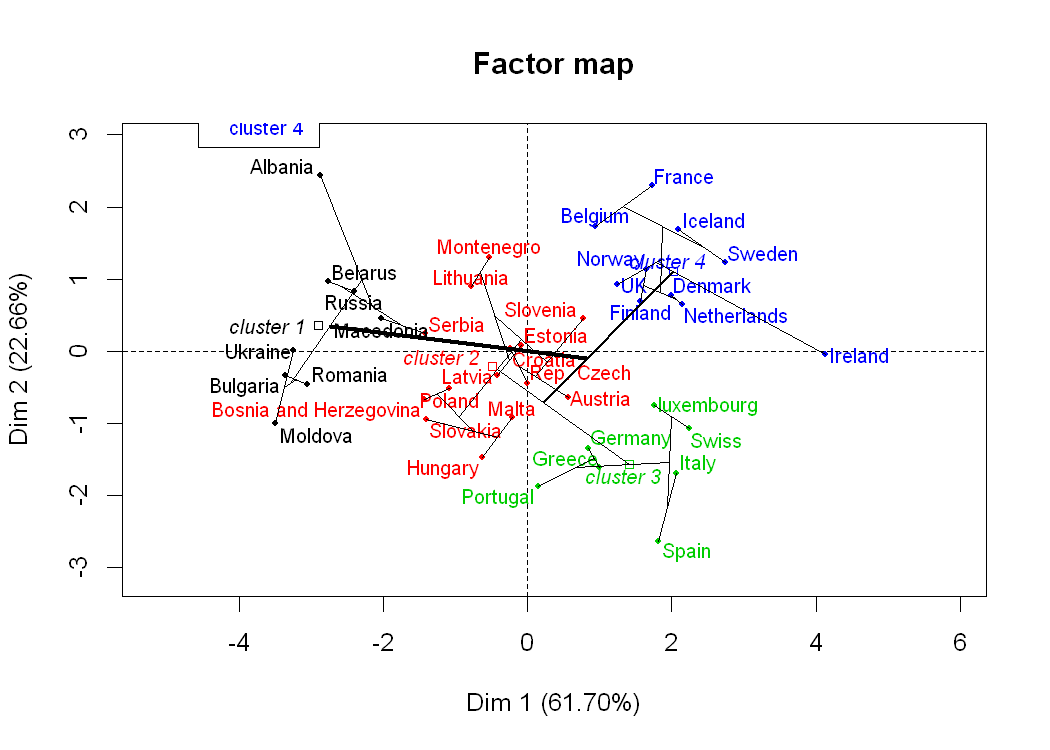 Factor map
cluster 4
Albania
France
Belgium
Iceland
Montenegro
Norway
cluster 4
Sweden
Belarus
Lithuania
UK
Denmark
Russia
Slovenia
Finland
Netherlands
Macedonia
Serbia
cluster 1
Estonia
Ukraine
cluster 2
Croatia
Ireland
Romania
Latvia
Rep
Czech
Bulgaria
Poland
Austria
Bosnia and Herzegovina
Malta
luxembourg
Moldova
Slovakia
Germany
Swiss
Hungary
Greece
Italy
cluster 3
Portugal
Spain
3
2
1
0
-1
-2
-3
-4
-2
0
2
4
6
Dim 2 (22.66%)
Dim 1 (61.70%)